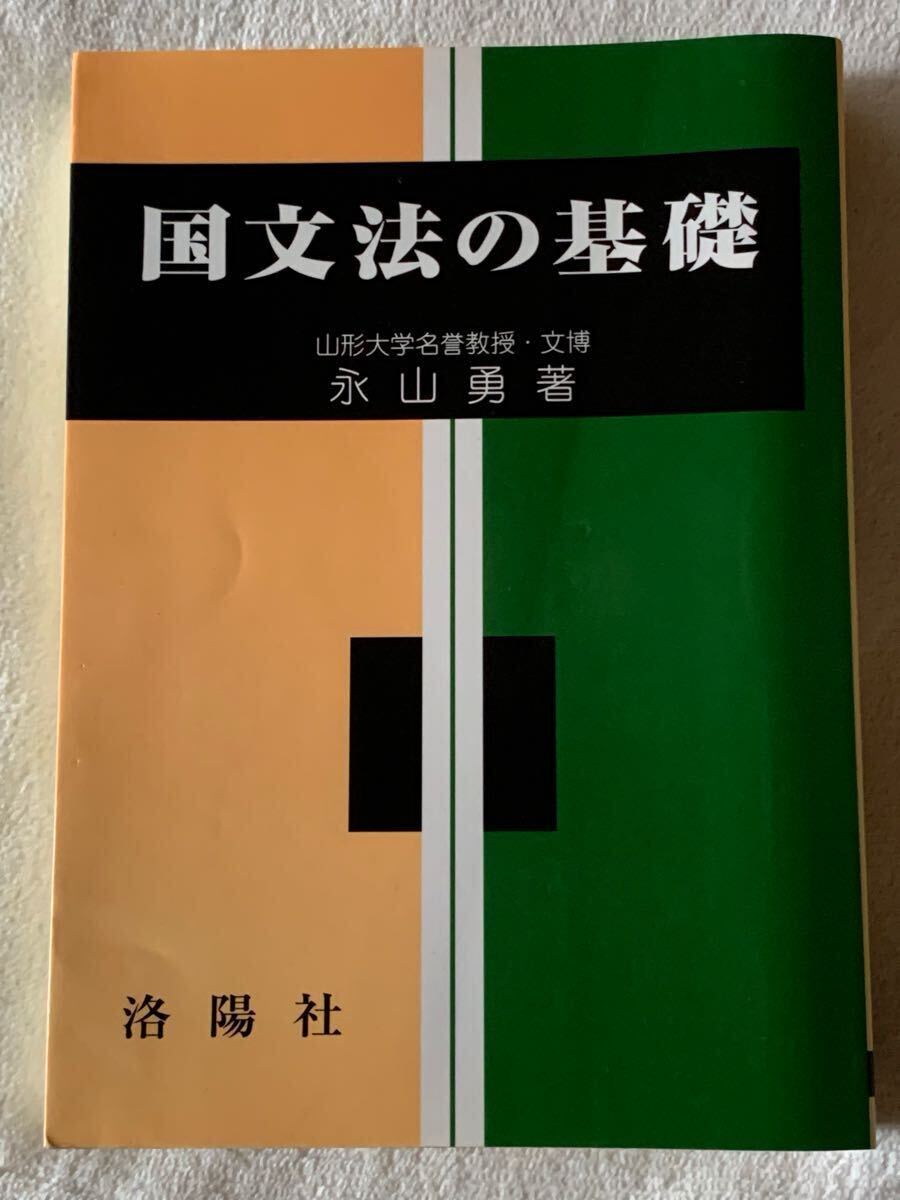 国文法の基礎
山形大学名誉教授・文博
永山勇著
洛陽社